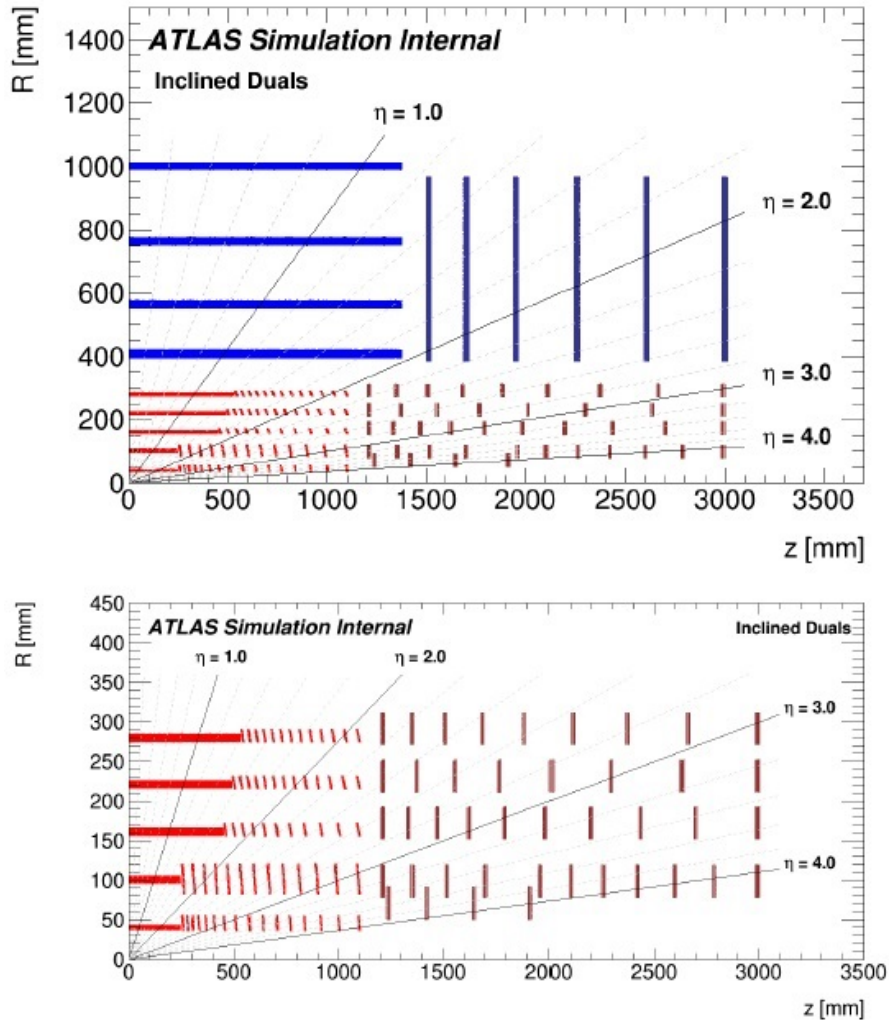 R [mm]
1400
1200
1000
800
600
400
200
0
ATLAS Simulation Internal
Inclined Duals
η = 1.0
η = 2.0
η = 3.0
η = 4.0
0 500 1000 1500 2000 2500 3000 3500
z [mm]
R [mm]
450
400
350
300
250
200
150
100
50
0
ATLAS Simulation Internal
Inclined Duals
η = 1.0
η = 2.0
η = 3.0
η = 4.0
0 500 1000 1500 2000 2500 3000 3500
z [mm]